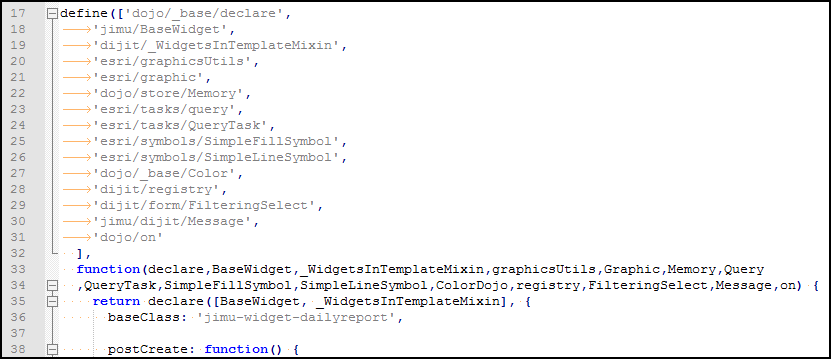 17 define(['dojo/_base/declare',
18 'jimu/BaseWidget',
19 'dijit/_WidgetsInTemplateMixin',
20 'esri/graphicsUtils',
21 'esri/graphic',
22 'dojo/store/Memory',
23 'esri/tasks/query',
24 'esri/tasks/QueryTask',
25 'esri/symbols/SimpleFillSymbol',
26 'esri/symbols/SimpleLineSymbol',
27 'dojo/_base/Color',
28 'dijit/registry',
29 'dijit/form/FilteringSelect',
30 'jimu/dijit/Message',
31 'dojo/on'
32 ],
33 function(declare,BaseWidget,_WidgetsInTemplateMixin,graphicsUtils,Graphic,Memory,Query
34 ,QueryTask,SimpleFillSymbol,SimpleLineSymbol,ColorDojo,registry,FilteringSelect,Message,on) {
35 return declare([BaseWidget, _WidgetsInTemplateMixin], {
36 baseClass: 'jimu-widget-dailyreport',
37
38 postCreate: function() {